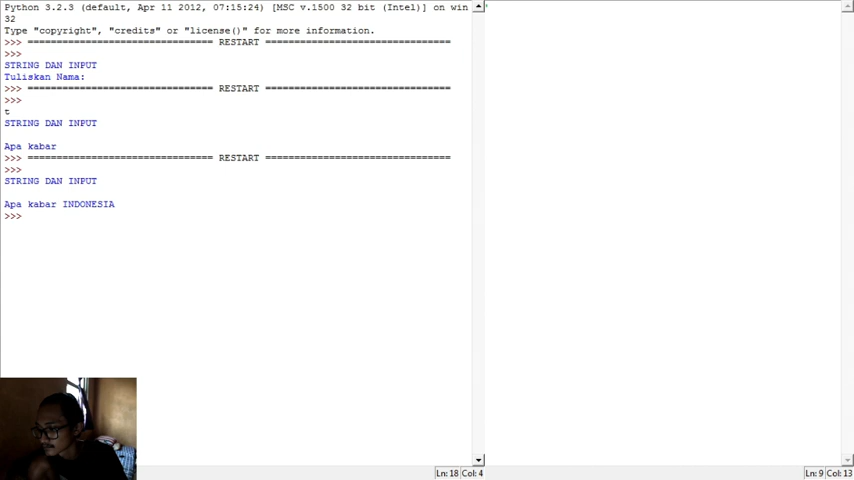 Python 3.2.3 (default, Apr 11 2012, 07:15:24) [MSC v.1500 32 bit (Intel)] on win
32
Type "copyright", "credits" or "license()" for more information.
>>> ================================ RESTART ================================
>>>
STRING DAN INPUT
Tuliskan Nama:
>>> ================================ RESTART ================================
>>>
t
STRING DAN INPUT
Apa kabar
>>> ================================ RESTART ================================
>>>
STRING DAN INPUT
Apa kabar INDONESIA
>>>
Ln: 18 Col: 4
Ln: 9 Col: 13